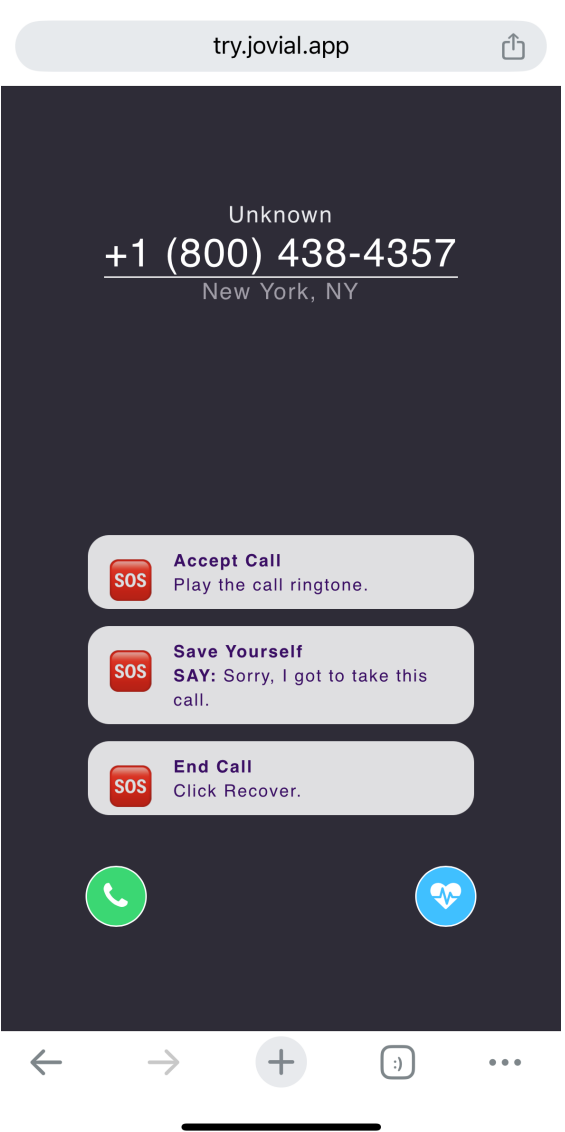 try.jovial.app
Unknown
+1 (800) 438-4357
New York, NY
SOS
Accept Call
Play the call ringtone.
SOS
Save Yourself
SAY: Sorry, I got to take this
call.
SOS
End Call
Click Recover.
:)